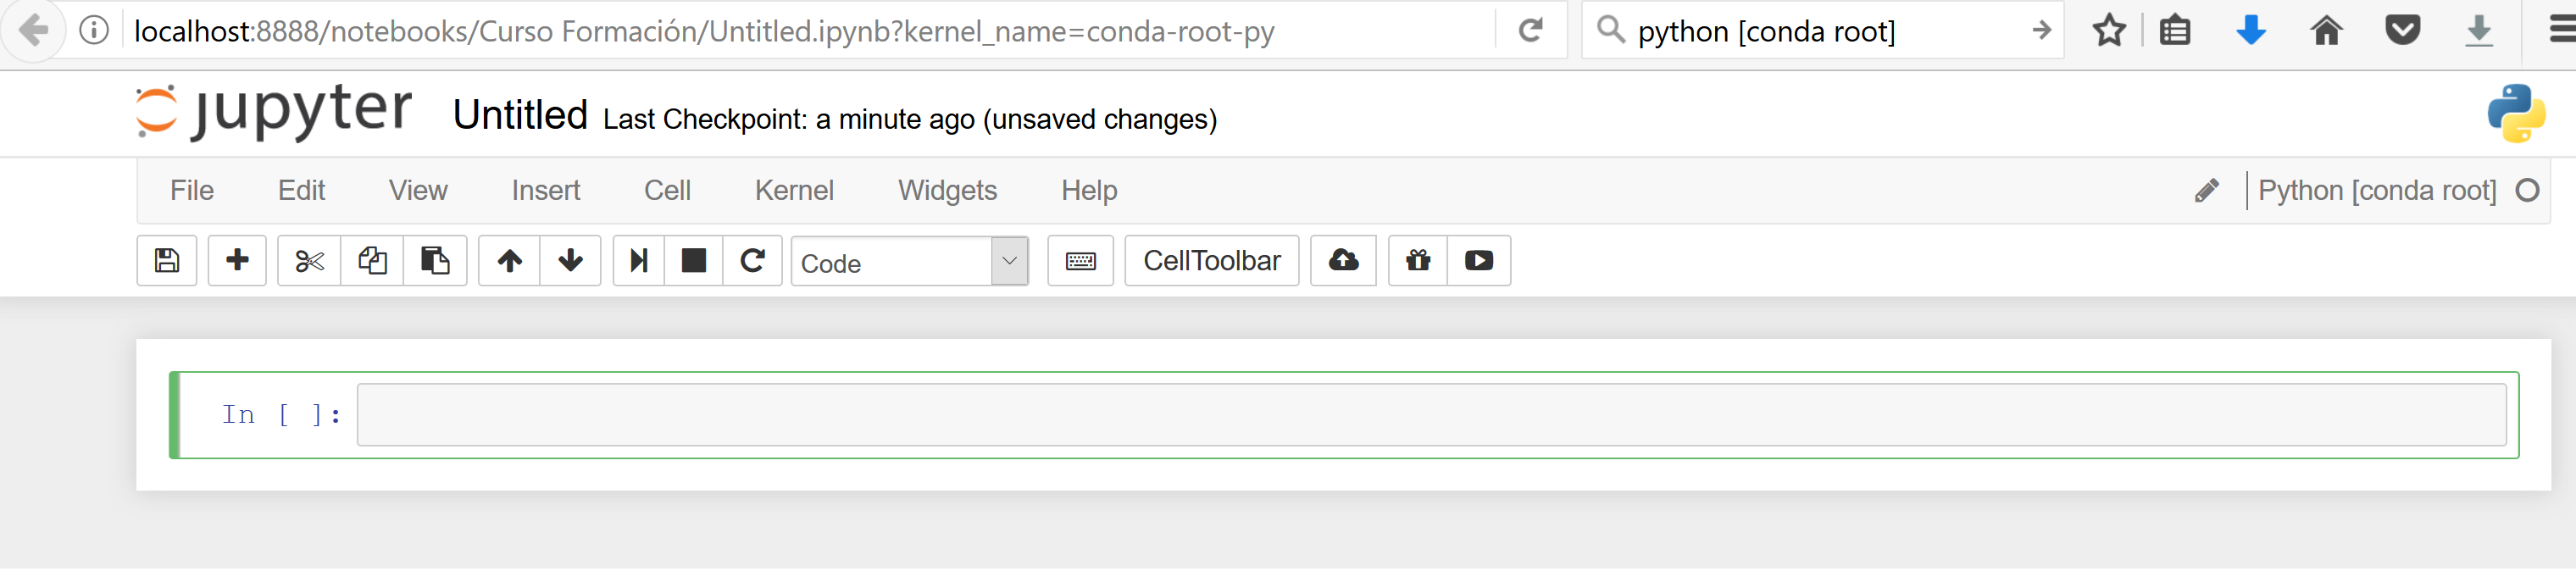 localhost:8888/notebooks/Curso Formación/Untitled.ipynb?kernel_name=conda-root-py python [conda root]
jupyter Untitled Last Checkpoint: a minute ago (unsaved changes)
File Edit View Insert Cell Kernel Widgets Help Python [conda root]
Code CellToolbar
In [ ]: